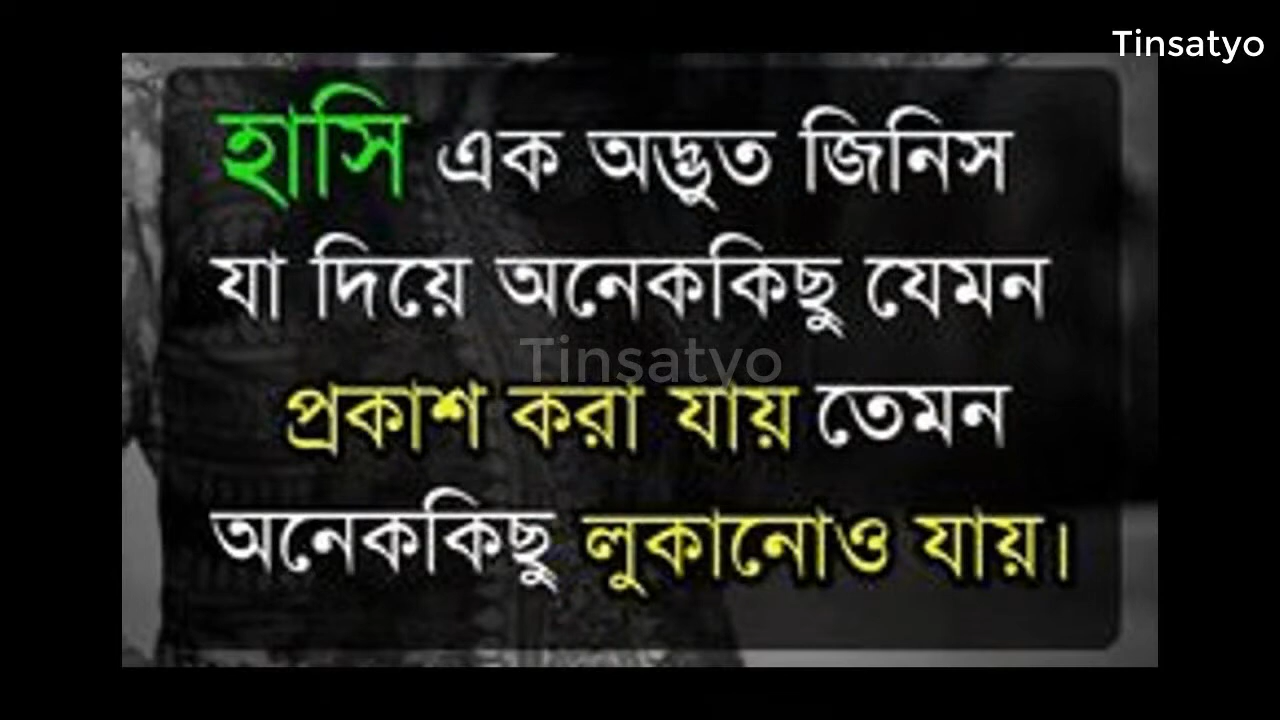 Tinsatyo
হাসি এক অদ্ভুত জিনিস
যা দিয়ে অনেককিছু যেমন
Tinsatyo
প্রকাশ করা যায় তেমন
অনেককিছু লুকানোও যায়।